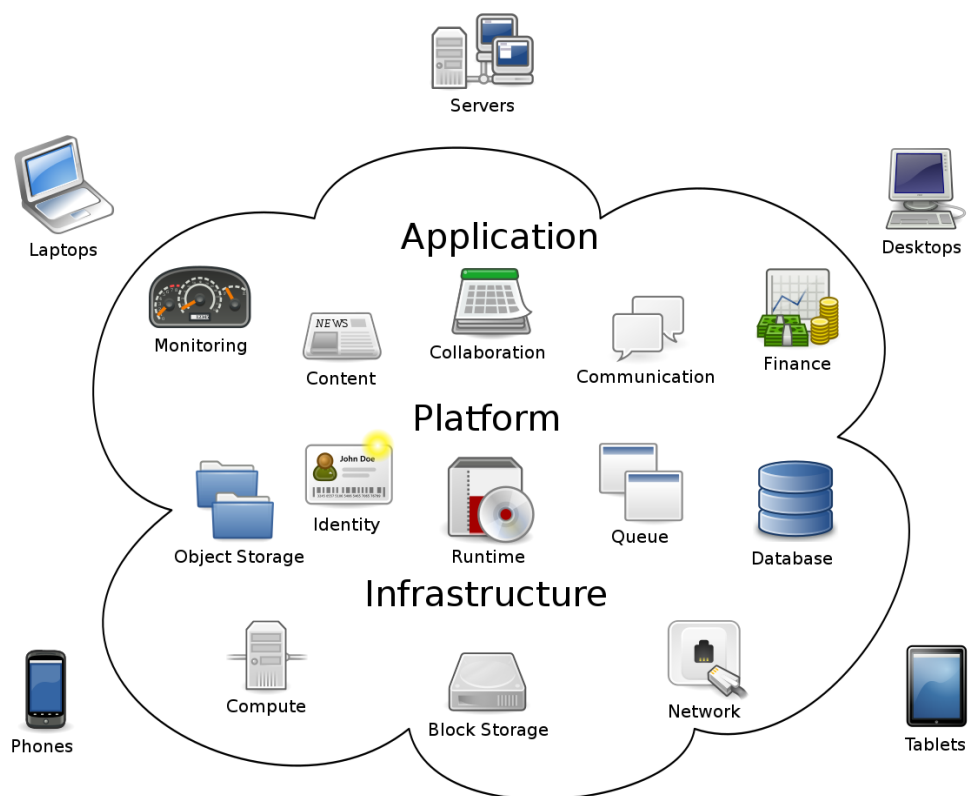 Servers
Laptops
Desktops
Application
Monitoring
NEWS
Content
Collaboration
Communication
Finance
Platform
John Doe
Object Storage
Identity
Runtime
Queue
Database
Infrastructure
Compute
Block Storage
Network
Phones
Tablets